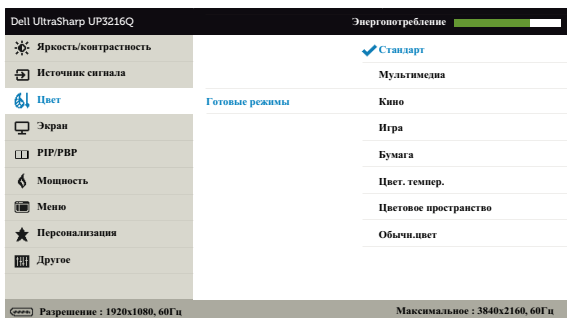 Dell UltraSharp UP3216Q Энергопотребление
Яркость/контрастность Стандарт
Источник сигнала Мультимедиа
Цвет Готовые режимы Кино
Экран Игра
PIP/PBP Бумага
Мощность Цвет. темпер.
Меню Цветовое пространство
Персонализация Обычн.цвет
Другое
Разрешение : 1920x1080, 60Гц Максимальное : 3840x2160, 60Гц